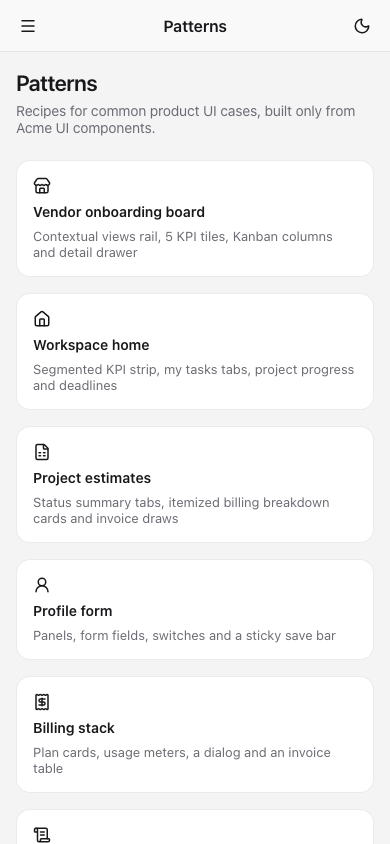 Patterns
Patterns
Recipes for common product UI cases, built only from
Acme UI components.
Vendor onboarding board
Contextual views rail, 5 KPI tiles, Kanban columns
and detail drawer
Workspace home
Segmented KPI strip, my tasks tabs, project progress
and deadlines
Project estimates
Status summary tabs, itemized billing breakdown
cards and invoice draws
Profile form
Panels, form fields, switches and a sticky save bar
Billing stack
Plan cards, usage meters, a dialog and an invoice
table